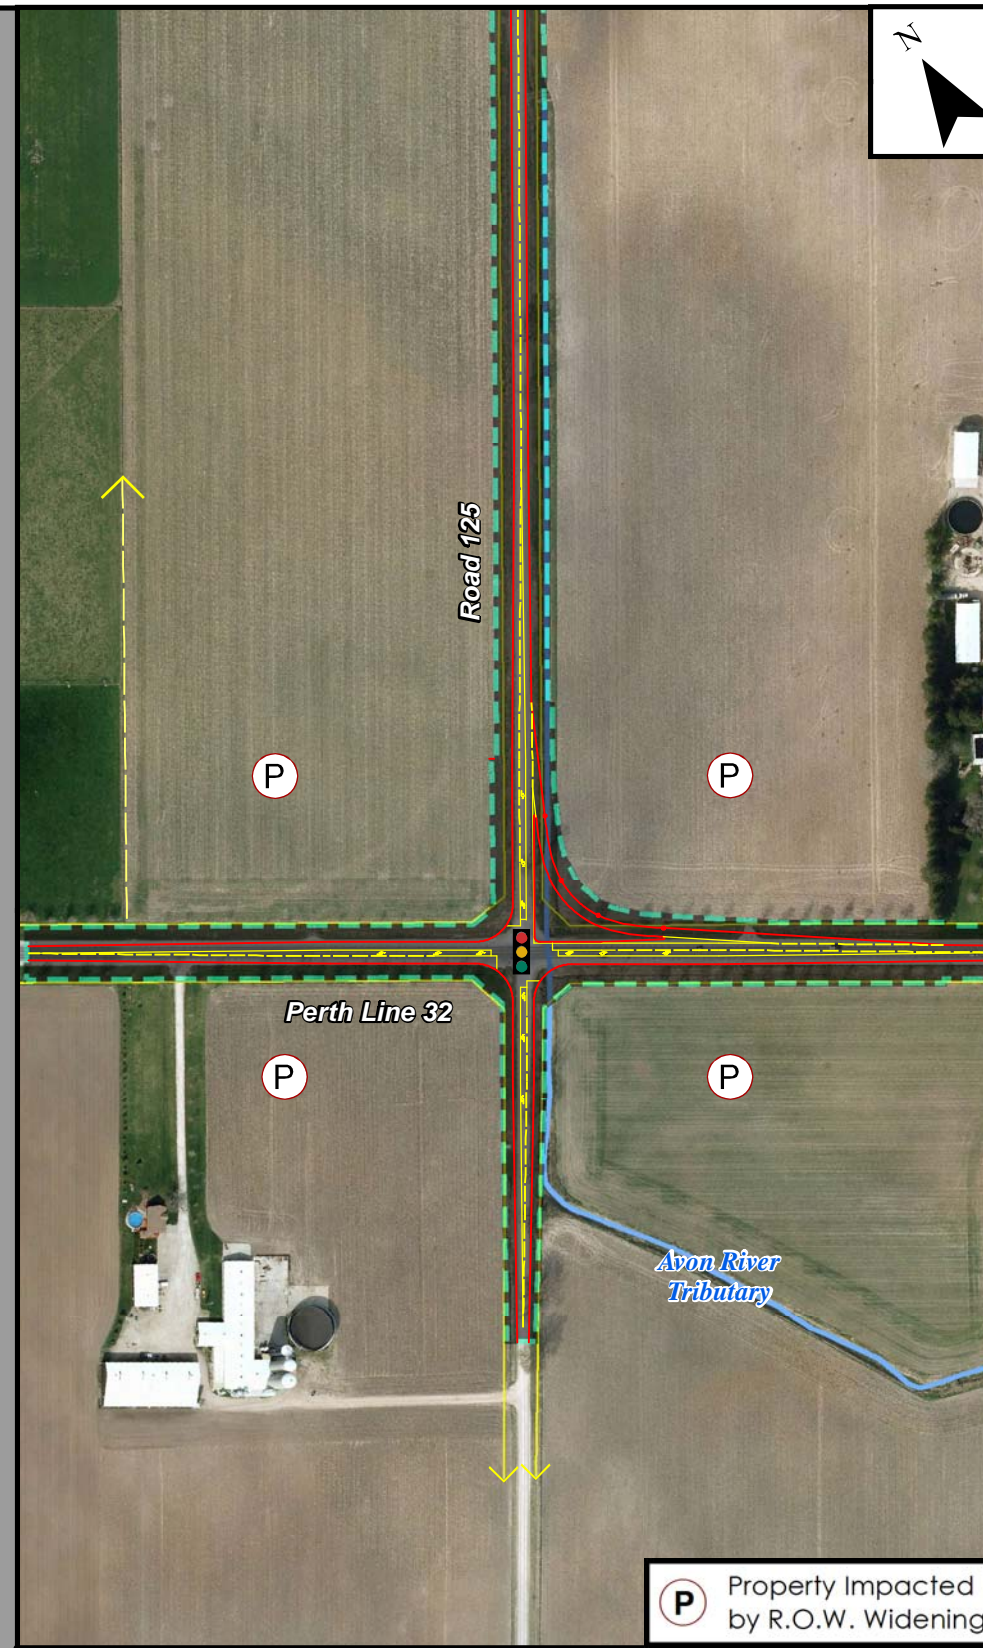 N
Road 125
P
P
Perth Line 32
P
P
Avon River
Tributary
P
Property Impacted
by R.O.W. Widening